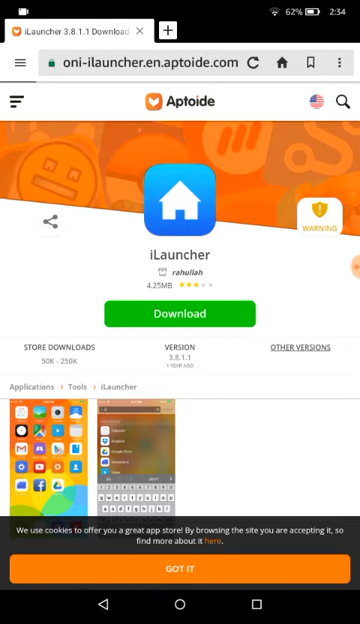 62% 2:34
iLauncher 3.8.1.1 Download
oni-ilauncher.en.aptoide.com
Aptoide
WARNING
iLauncher
rahullah
4.25MB
Download
STORE DOWNLOADS VERSION OTHER VERSIONS
50K - 250K 3.8.1.1
1 YEAR AGO
Applications > Tools > iLauncher
We use cookies to offer you a great app store! By browsing the site you are accepting it, so
find more about it here.
GOT IT